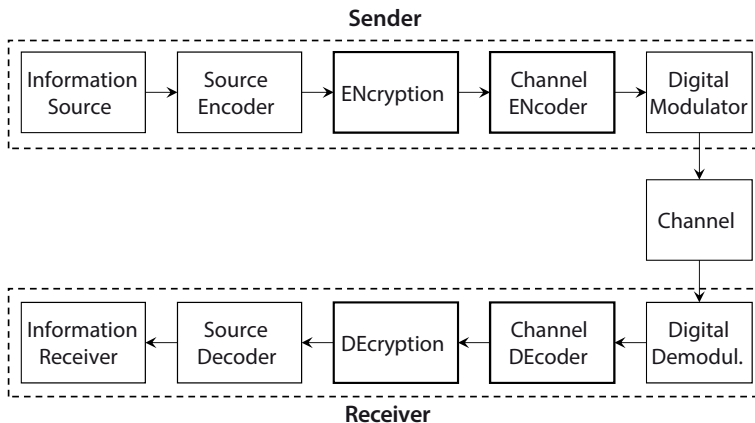 Sender
Information
Source
Source
Encoder
ENcryption
Channel
ENcoder
Digital
Modulator
Channel
Information
Receiver
Source
Decoder
DEcryption
Channel
DEcoder
Digital
Demodul.
Receiver